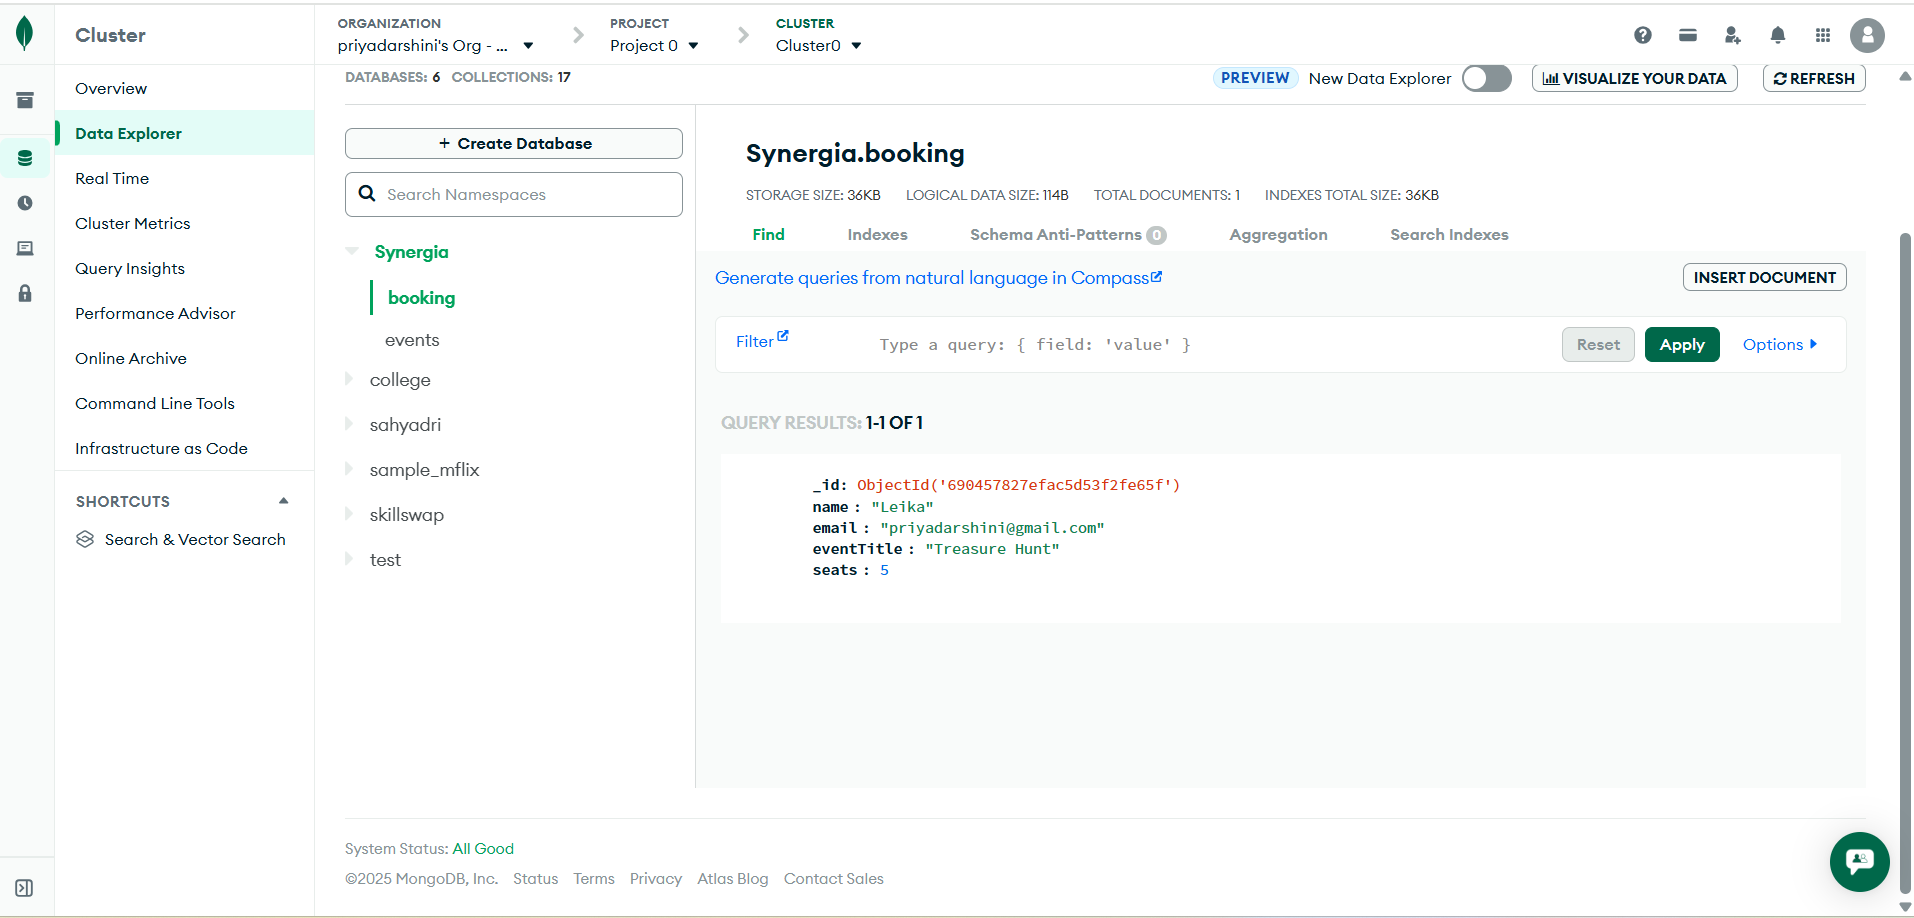 Cluster
ORGANIZATION
priyadarshini's Org - ...
PROJECT
Project 0
CLUSTER
Cluster0
Overview
Data Explorer
Real Time
Cluster Metrics
Query Insights
Performance Advisor
Online Archive
Command Line Tools
Infrastructure as Code
SHORTCUTS
Search & Vector Search
DATABASES: 6 COLLECTIONS: 17
PREVIEW New Data Explorer
VISUALIZE YOUR DATA
REFRESH
+ Create Database
Search Namespaces
Synergia
booking
events
college
sahyadri
sample_mflix
skillswap
test
Synergia.booking
STORAGE SIZE: 36KB LOGICAL DATA SIZE: 114B TOTAL DOCUMENTS: 1 INDEXES TOTAL SIZE: 36KB
Find Indexes Schema Anti-Patterns 0 Aggregation Search Indexes
Generate queries from natural language in Compass
INSERT DOCUMENT
Filter
Type a query: { field: 'value' }
Reset
Apply
Options
QUERY RESULTS: 1-1 OF 1
_id: ObjectId('690457827efac5d53f2fe65f')
name : "Leika"
email : "priyadarshini@gmail.com"
eventTitle : "Treasure Hunt"
seats : 5
System Status: All Good
©2025 MongoDB, Inc. Status Terms Privacy Atlas Blog Contact Sales